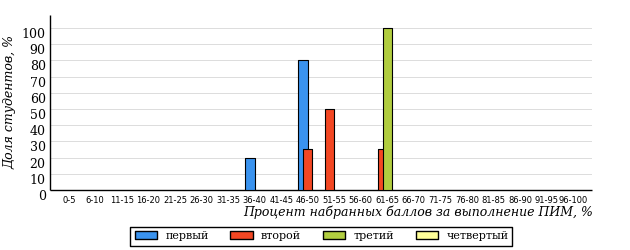 Доля студентов, %
100
90
80
70
60
50
40
30
20
10
0
0-5 6-10 11-15 16-20 21-25 26-30 31-35 36-40 41-45 46-50 51-55 56-60 61-65 66-70 71-75 76-80 81-85 86-90 91-95 96-100
Процент набранных баллов за выполнение ПИМ, %
первый второй третий четвертый